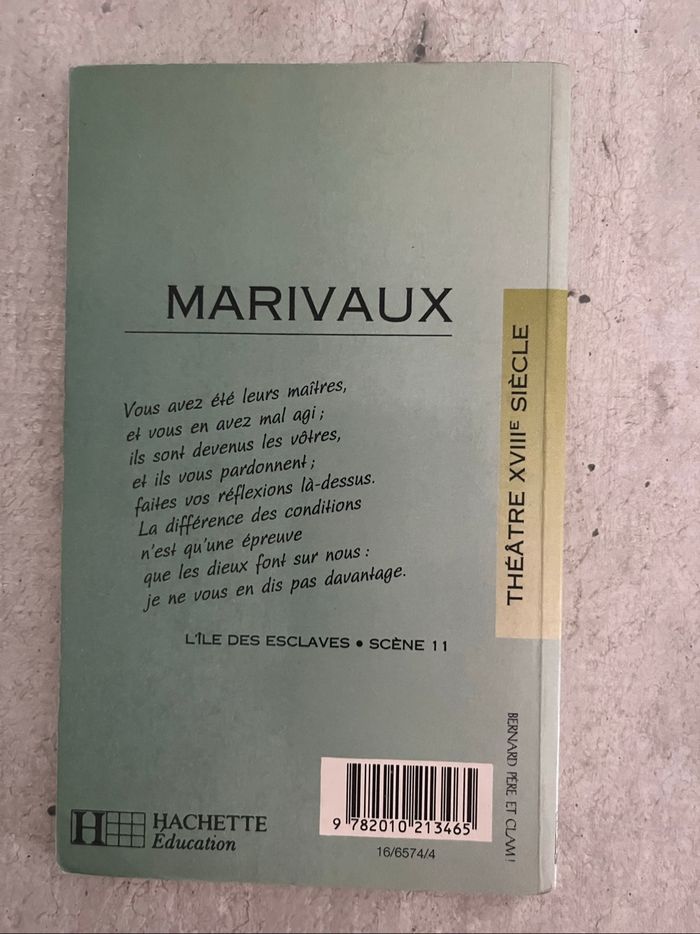 MARIVAUX
Vous avez été leurs maîtres,
et vous en avez mal agi ;
ils sont devenus les vôtres,
et ils vous pardonnent ;
faites vos réflexions là-dessus.
La différence des conditions
n'est qu'une épreuve
que les dieux font sur nous :
je ne vous en dis pas davantage.
L'ÎLE DES ESCLAVES • SCÈNE 11
THÉÂTRE XVIIIE SIÈCLE
BERNARD PÈRE ET CLAM !
H HACHETTE
Éducation
9 782010 213465
16/6574/4